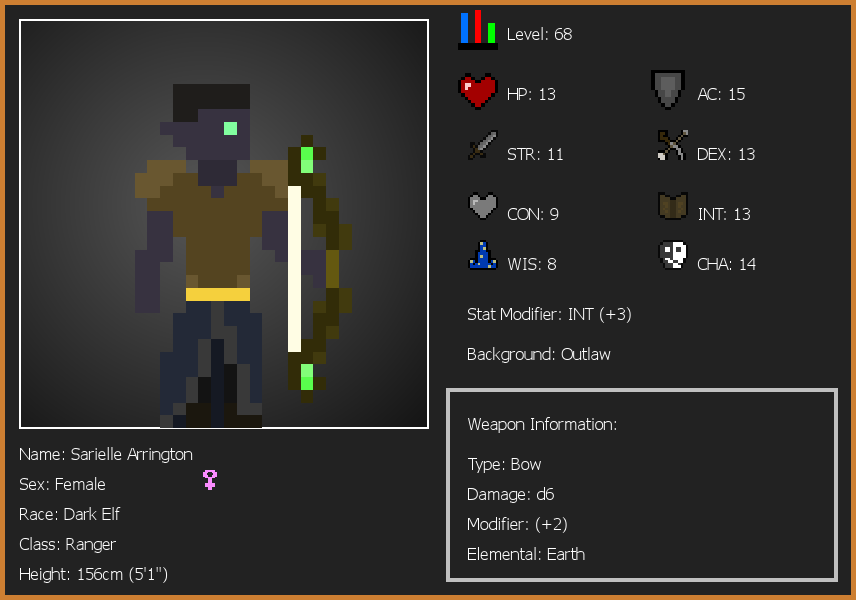 Level: 68
HP: 13
AC: 15
STR: 11
DEX: 13
CON: 9
INT: 13
WIS: 8
CHA: 14
Stat Modifier: INT (+3)
Background: Outlaw
Weapon Information:
Type: Bow
Damage: d6
Modifier: (+2)
Elemental: Earth
Name: Sarielle Arrington
Sex: Female
Race: Dark Elf
Class: Ranger
Height: 156cm (5'1")